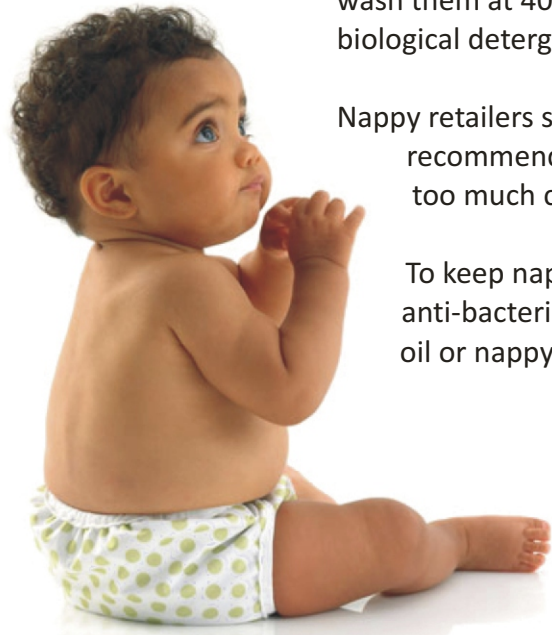 wash them at 40
biological deterg
Nappy retailers s
recommend
too much
To keep nap
anti-bacteri
oil or nappy